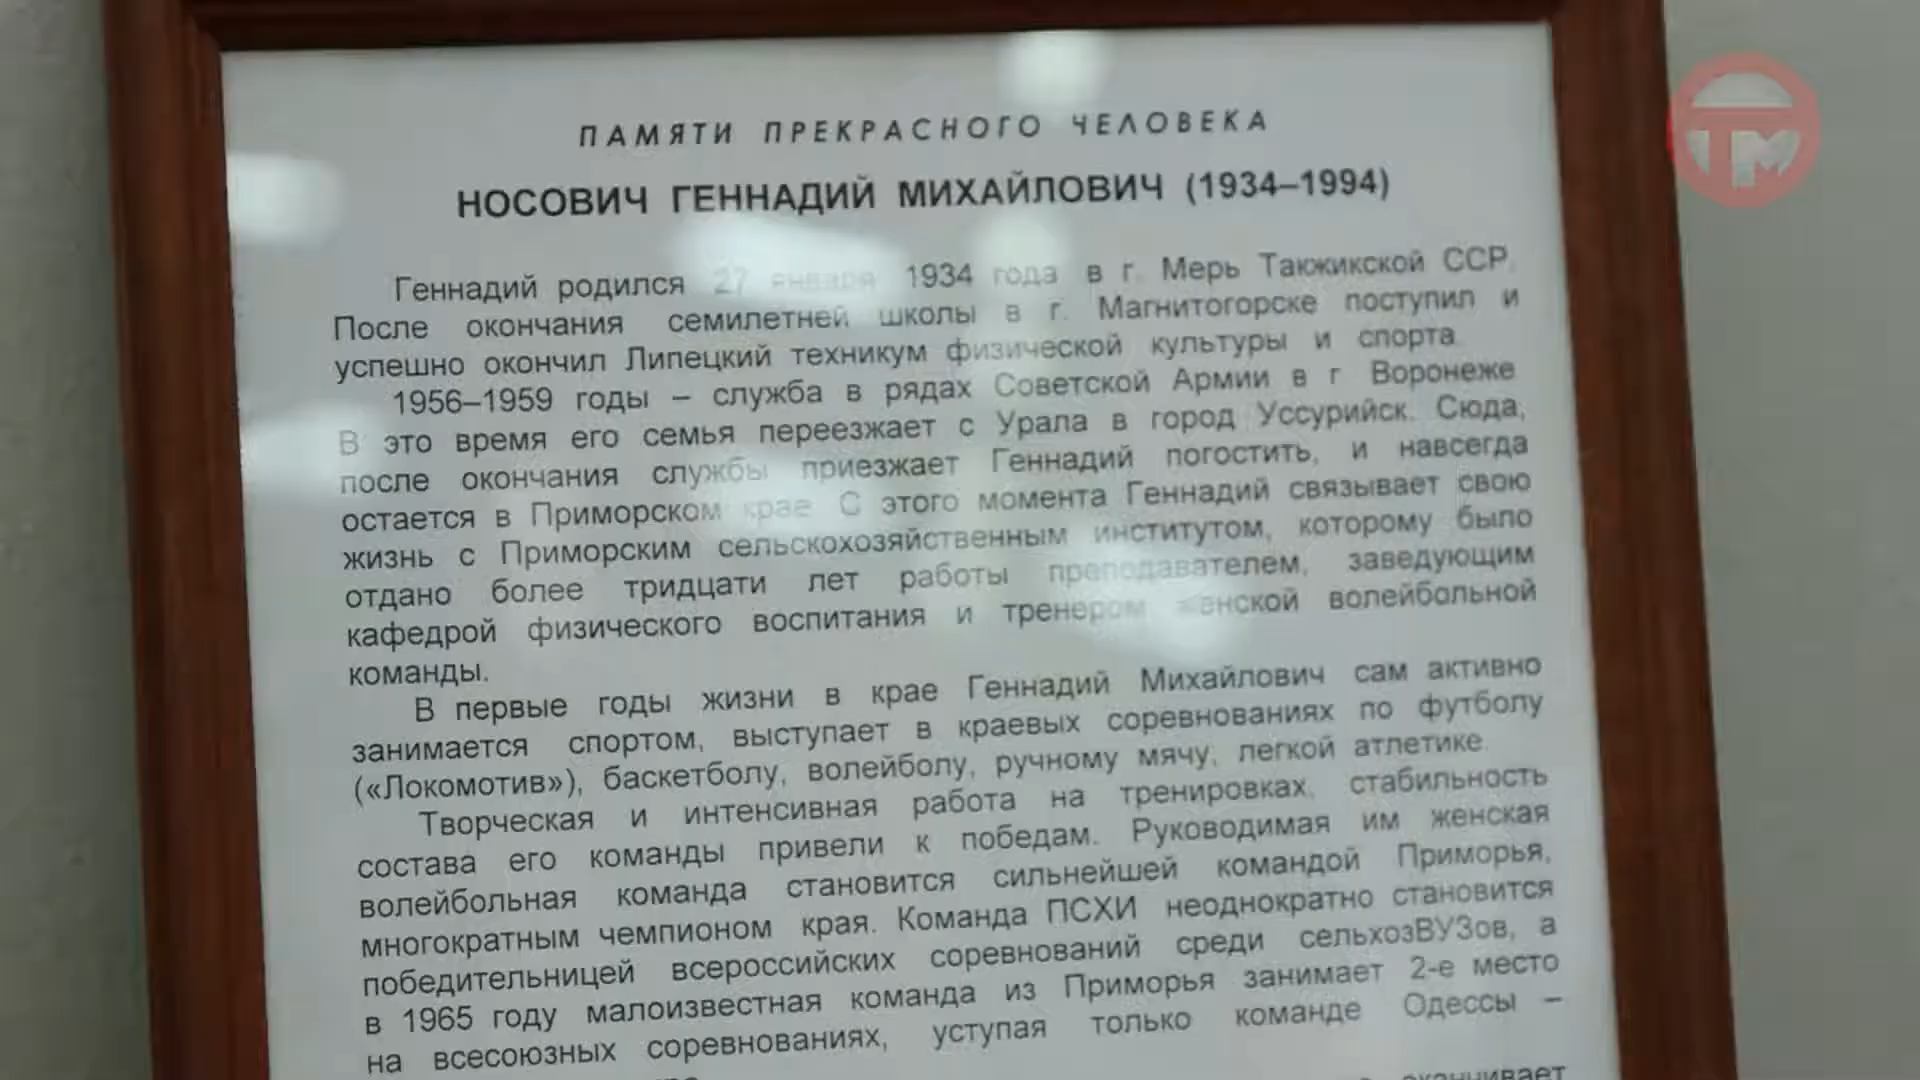 ПАМЯТИ ПРЕКРАСНОГО ЧЕЛОВЕКА
ТМ
НОСОВИЧ ГЕННАДИЙ МИХАЙЛОВИЧ (1934–1994)
Геннадий родился 27 января 1934 года в г. Мерь Такжикской ССР.
После окончания семилетней школы в г. Магнитогорске поступил и
успешно окончил Липецкий техникум физической культуры и спорта.
1956–1959 годы – служба в рядах Советской Армии в г Воронеже
В это время его семья переезжает с Урала в город Уссурийск. Сюда,
после окончания службы приезжает Геннадий погостить, и навсегда
остается в Приморском крае. С этого момента Геннадий связывает свою
жизнь с Приморским сельскохозяйственным институтом, которому было
отдано более тридцати лет работы преподавателем, заведующим
кафедрой физического воспитания и тренером женской волейбольной
команды.
В первые годы жизни в крае Геннадий Михайлович сам активно
занимается спортом, выступает в краевых соревнованиях по футболу
(«Локомотив»), баскетболу, волейболу, ручному мячу, легкой атлетике.
Творческая и интенсивная работа на тренировках, стабильность
состава его команды привели к победам. Руководимая им женская
волейбольная команда становится сильнейшей командой Приморья,
многократным чемпионом края. Команда ПСХИ неоднократно становится
победительницей всероссийских соревнований среди сельхозВУЗов, а
в 1965 году малоизвестная команда из Приморья занимает 2-е место
на всесоюзных соревнованиях, уступая только команде Одессы –